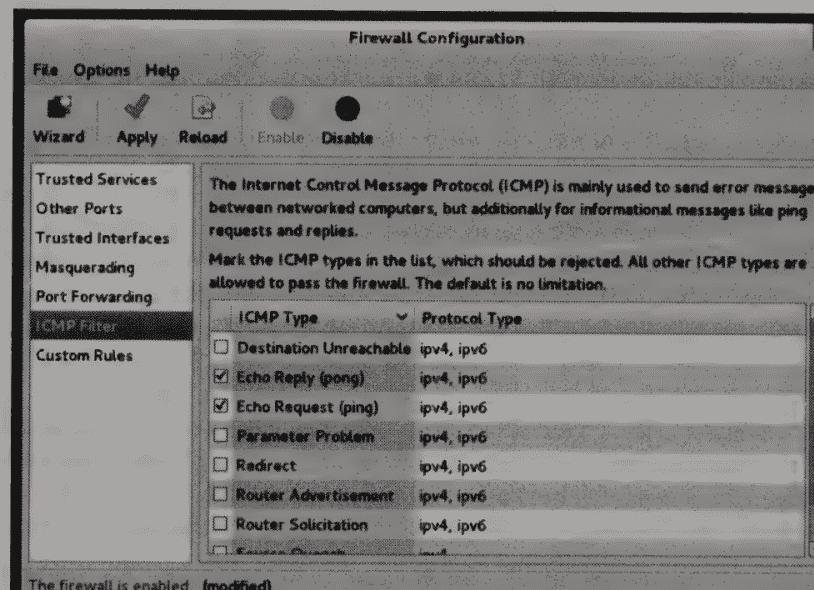 Firewall Configuration
File Options Help
Wizard Apply Reload Enable Disable
Trusted Services
Other Ports
Trusted Interfaces
Masquerading
Port Forwarding
ICMP Filter
Custom Rules
The Internet Control Message Protocol (ICMP) is mainly used to send error message
between networked computers, but additionally for informational messages like ping
requests and replies.
Mark the ICMP types in the list, which should be rejected. All other ICMP types are
allowed to pass the firewall. The default is no limitation.
ICMP Type Protocol Type
Destination Unreachable ipv4, ipv6
Echo Reply (pong) ipv4, ipv6
Echo Request (ping) ipv4, ipv6
Parameter Problem ipv4, ipv6
Redirect ipv4, ipv6
Router Advertisement ipv4, ipv6
Router Solicitation ipv4, ipv6
Source Quench ipv4
The firewall is enabled (modified)